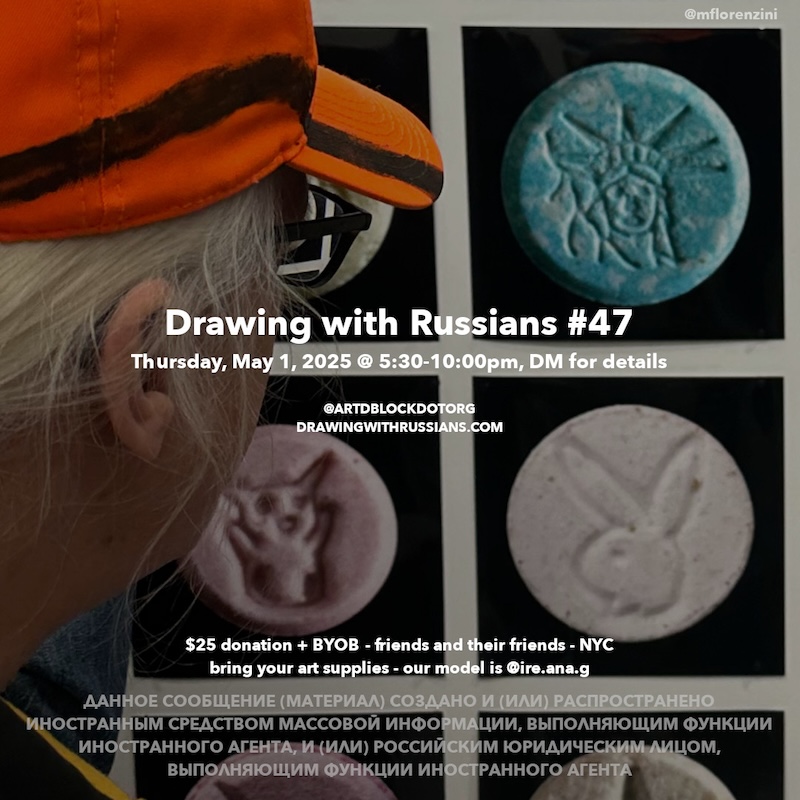 @mflorenzini
Drawing with Russians #47
Thursday, May 1, 2025 @ 5:30-10:00pm, DM for details
@ARTDBLOCKDOTORG
DRAWINGWITHRUSSIANS.COM
$25 donation + BYOB - friends and their friends - NYC
bring your art supplies - our model is @ire.ana.g
ДАННОЕ СООБЩЕНИЕ (МАТЕРИАЛ) СОЗДАНО И (ИЛИ) РАСПРОСТРАНЕНО
ИНОСТРАННЫМ СРЕДСТВОМ МАССОВОЙ ИНФОРМАЦИИ, ВЫПОЛНЯЮЩИМ ФУНКЦИИ
ИНОСТРАННОГО АГЕНТА, И (ИЛИ) РОССИЙСКИМ ЮРИДИЧЕСКИМ ЛИЦОМ,
ВЫПОЛНЯЮЩИМ ФУНКЦИИ ИНОСТРАННОГО АГЕНТА